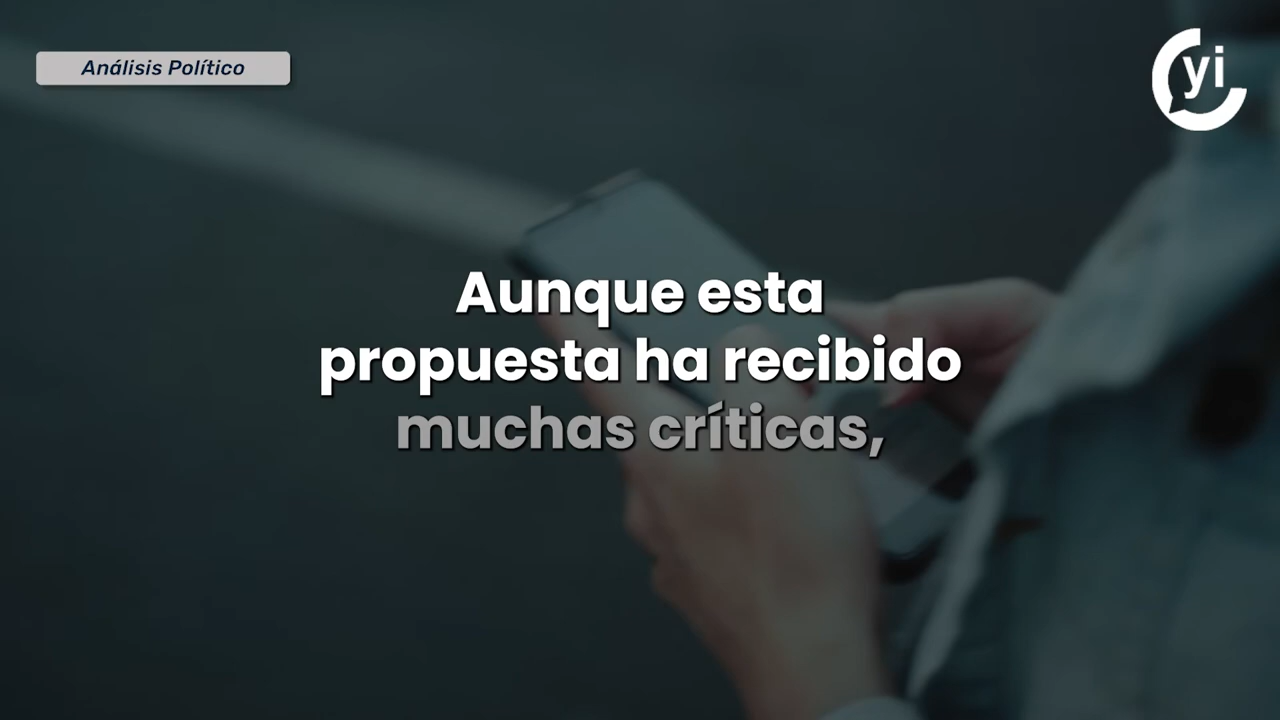 Análisis Político
yi
Aunque esta
propuesta ha recibido
muchas críticas,